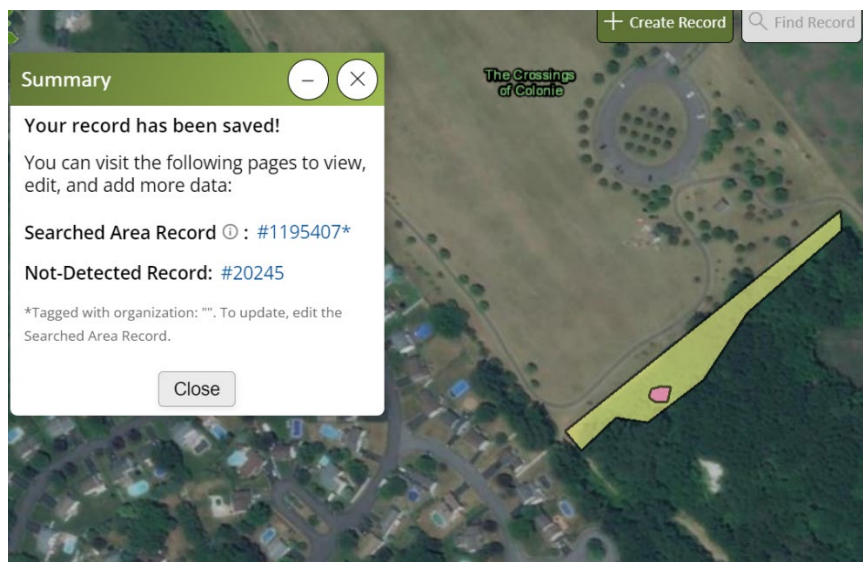 + Create Record
Find Record
Summary
The Crossings
of Colonie
Your record has been saved!
You can visit the following pages to view,
edit, and add more data:
Searched Area Record ⓘ : #1195407*
Not-Detected Record: #20245
*Tagged with organization: "". To update, edit the
Searched Area Record.
Close